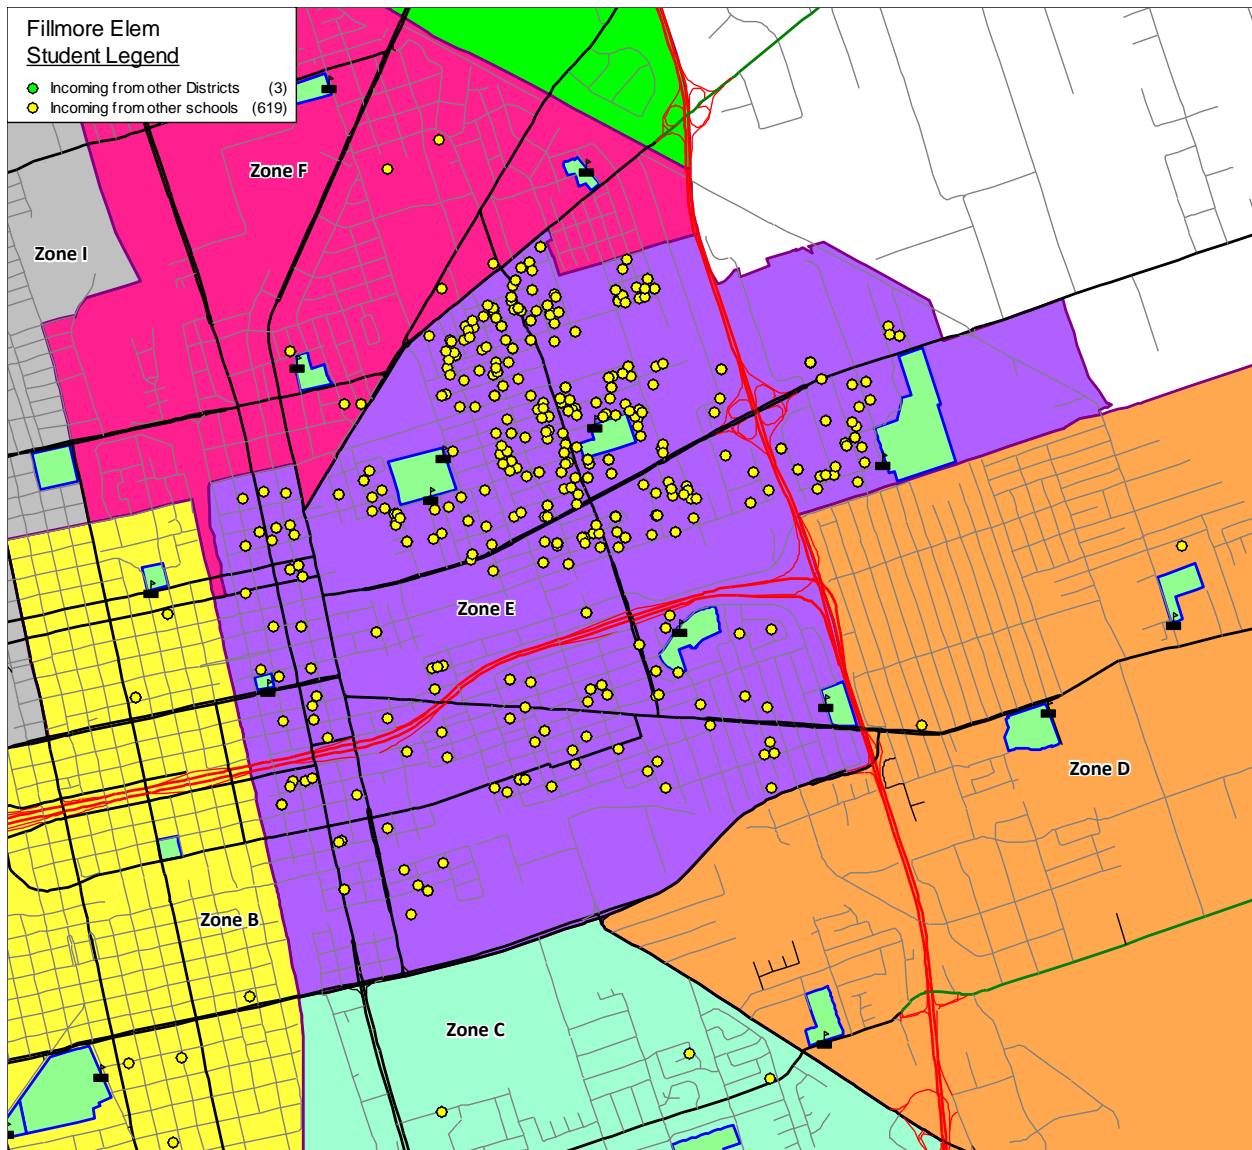 Fillmore Elem
Student Legend
Incoming from other Districts (3)
Incoming from other schools (619)
Zone F
Zone I
Zone E
Zone D
Zone B
Zone C